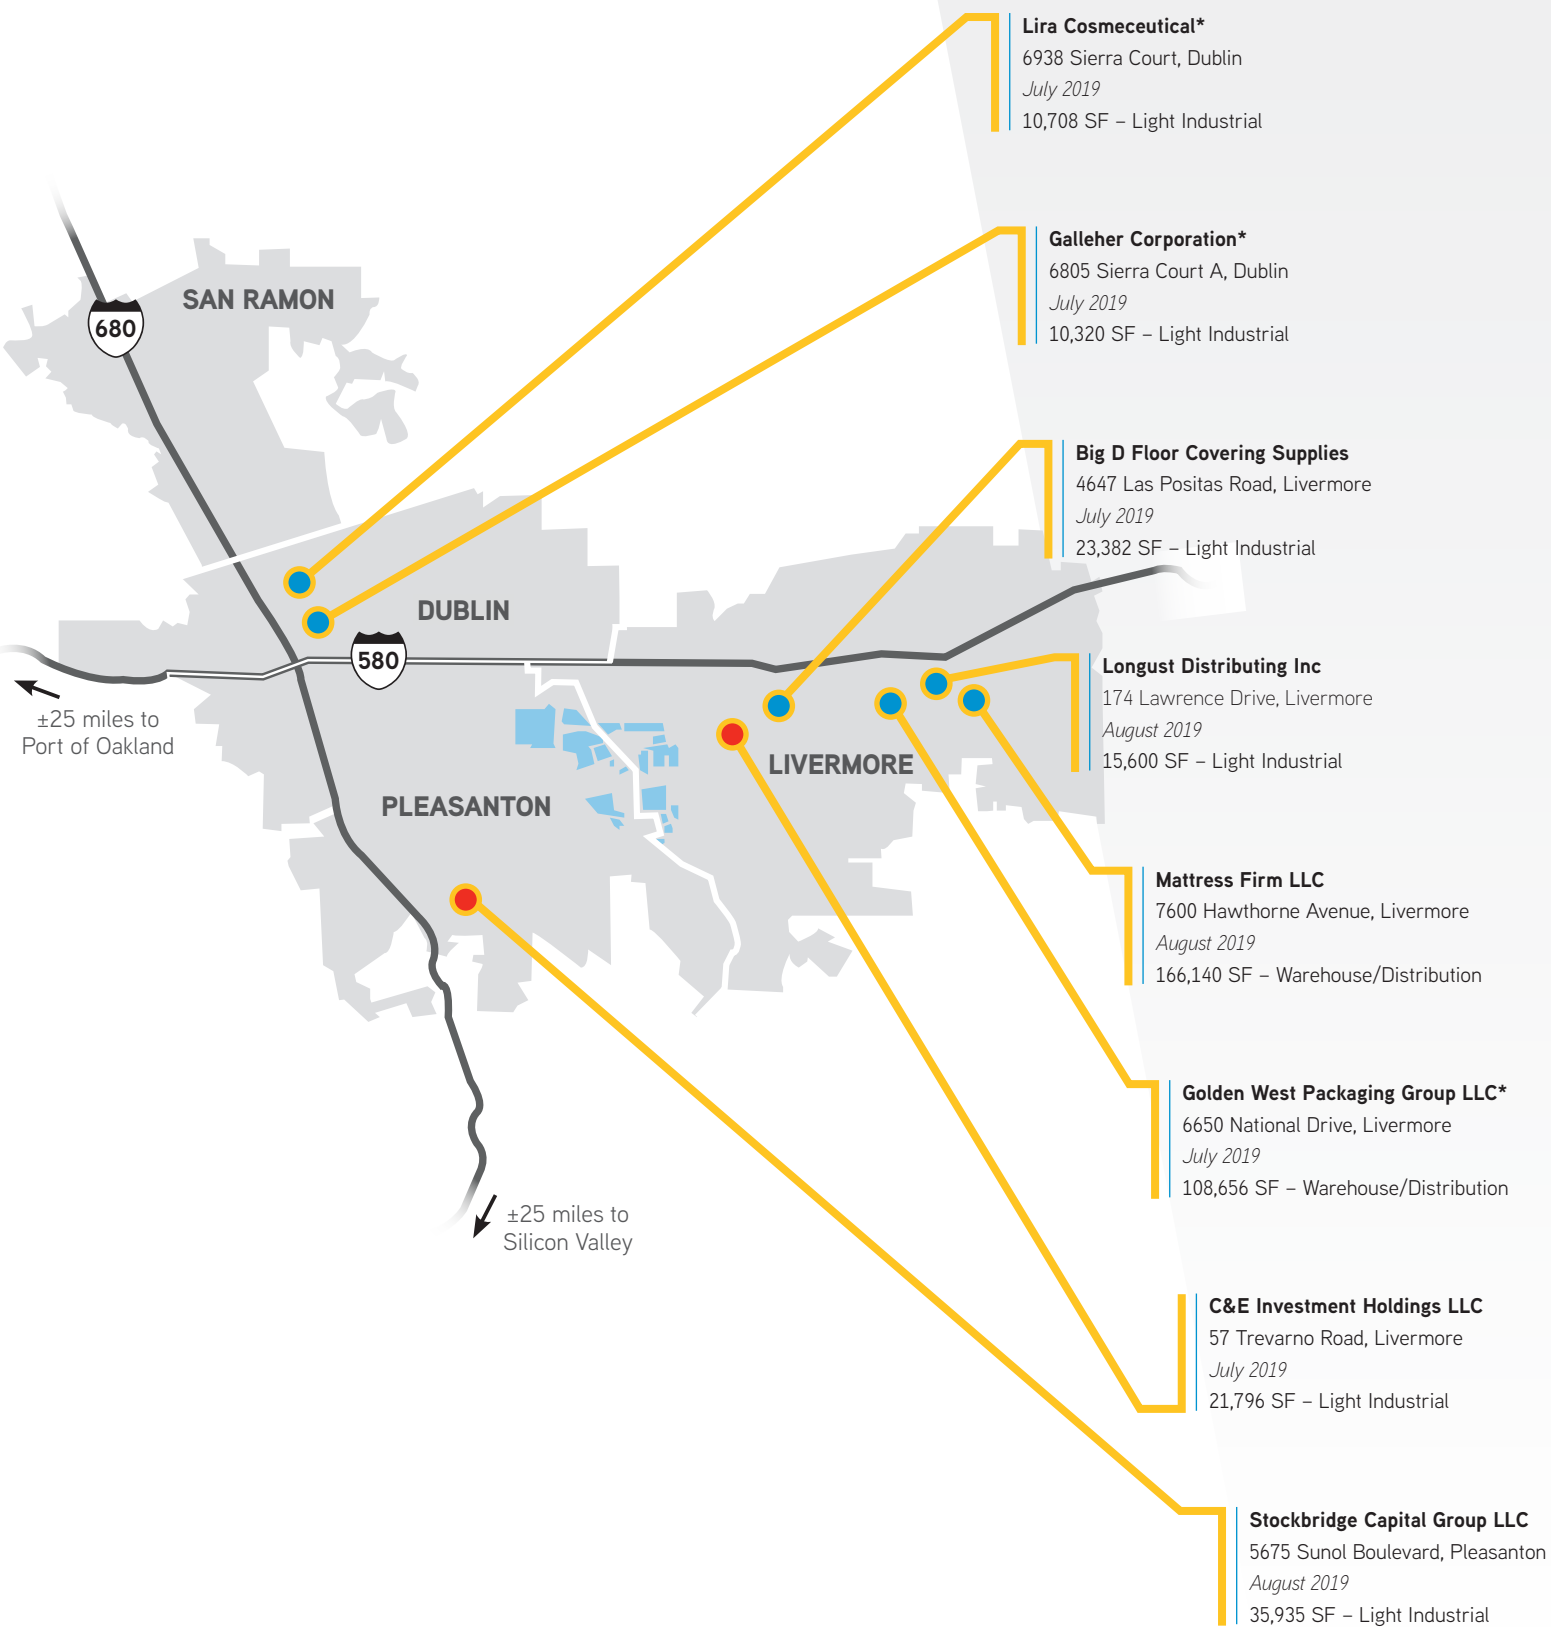 Lira Cosmeceutical*
6938 Sierra Court, Dublin
July 2019
10,708 SF – Light Industrial
Galleher Corporation*
6805 Sierra Court A, Dublin
July 2019
10,320 SF – Light Industrial
SAN RAMON
680
Big D Floor Covering Supplies
4647 Las Positas Road, Livermore
July 2019
23,382 SF – Light Industrial
DUBLIN
580
Longust Distributing Inc
174 Lawrence Drive, Livermore
August 2019
15,600 SF – Light Industrial
±25 miles to
Port of Oakland
LIVERMORE
PLEASANTON
Mattress Firm LLC
7600 Hawthorne Avenue, Livermore
August 2019
166,140 SF – Warehouse/Distribution
Golden West Packaging Group LLC*
6650 National Drive, Livermore
July 2019
108,656 SF – Warehouse/Distribution
±25 miles to
Silicon Valley
C&E Investment Holdings LLC
57 Trevarno Road, Livermore
July 2019
21,796 SF – Light Industrial
Stockbridge Capital Group LLC
5675 Sunol Boulevard, Pleasanton
August 2019
35,935 SF – Light Industrial